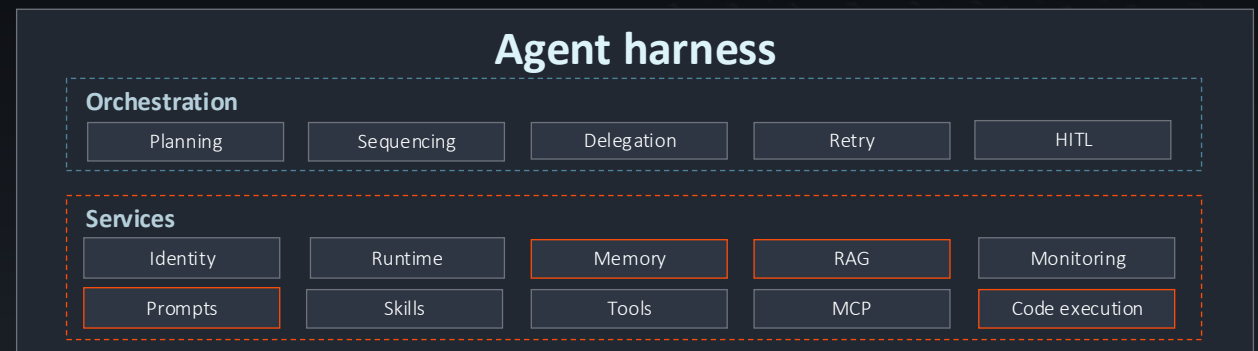 Agent harness
Orchestration
Planning Sequencing Delegation Retry HITL
Services
Identity Runtime Memory RAG Monitoring
Prompts Skills Tools MCP Code execution